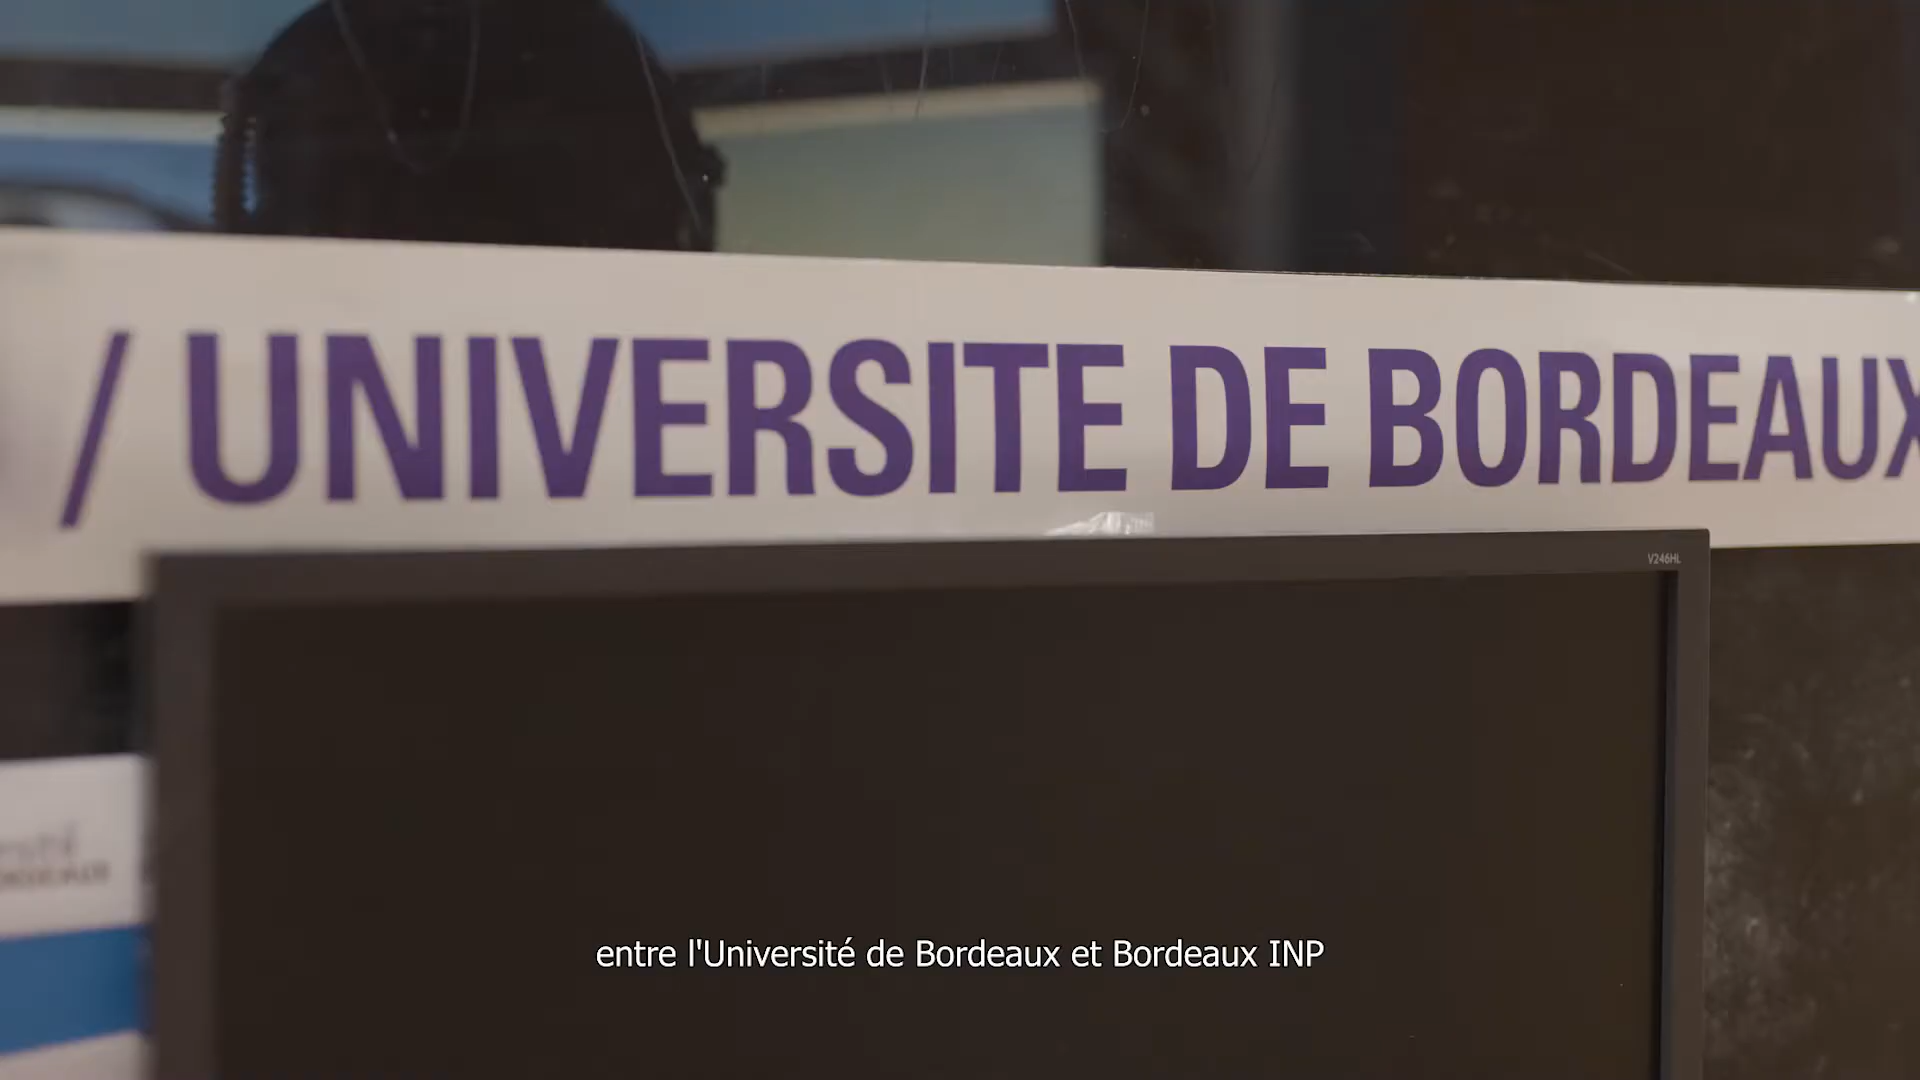 / UNIVERSITE DE BORDEAUX
V246HL
entre l'Université de Bordeaux et Bordeaux INP